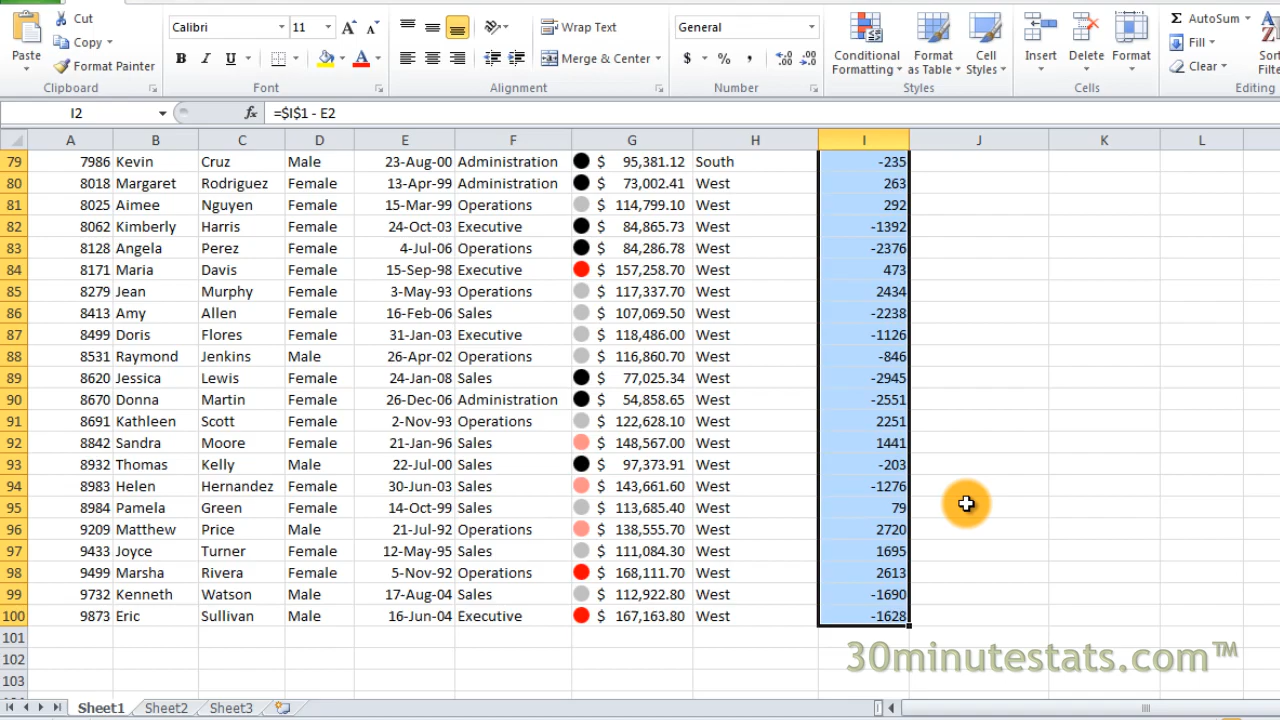 Cut
Copy
Format Painter
Paste
Clipboard
Calibri 11
B I U
Font
Wrap Text
Merge & Center
Alignment
General
$ % ,
Number
Conditional Formatting
Format as Table
Cell Styles
Styles
Insert Delete Format
Cells
AutoSum
Fill
Clear
Sort
Filte
Editing
I2 fx =$I$1 - E2
A B C D E F G H I J K L
79 7986 Kevin Cruz Male 23-Aug-00 Administration $ 95,381.12 South -235
80 8018 Margaret Rodriguez Female 13-Apr-99 Administration $ 73,002.41 West 263
81 8025 Aimee Nguyen Female 15-Mar-99 Operations $ 114,799.10 West 292
82 8062 Kimberly Harris Female 24-Oct-03 Executive $ 84,865.73 West -1392
83 8128 Angela Perez Female 4-Jul-06 Operations $ 84,286.78 West -2376
84 8171 Maria Davis Female 15-Sep-98 Executive $ 157,258.70 West 473
85 8279 Jean Murphy Female 3-May-93 Operations $ 117,337.70 West 2434
86 8413 Amy Allen Female 16-Feb-06 Sales $ 107,069.50 West -2238
87 8499 Doris Flores Female 31-Jan-03 Executive $ 118,486.00 West -1126
88 8531 Raymond Jenkins Male 26-Apr-02 Operations $ 116,860.70 West -846
89 8620 Jessica Lewis Female 24-Jan-08 Sales $ 77,025.34 West -2945
90 8670 Donna Martin Female 26-Dec-06 Administration $ 54,858.65 West -2551
91 8691 Kathleen Scott Female 2-Nov-93 Operations $ 122,628.10 West 2251
92 8842 Sandra Moore Female 21-Jan-96 Sales $ 148,567.00 West 1441
93 8932 Thomas Kelly Male 22-Jul-00 Sales $ 97,373.91 West -203
94 8983 Helen Hernandez Female 30-Jun-03 Sales $ 143,661.60 West -1276
95 8984 Pamela Green Female 14-Oct-99 Sales $ 113,685.40 West 79
96 9209 Matthew Price Male 21-Jul-92 Operations $ 138,555.70 West 2720
97 9433 Joyce Turner Female 12-May-95 Sales $ 111,084.30 West 1695
98 9499 Marsha Rivera Female 5-Nov-92 Operations $ 168,111.70 West 2613
99 9732 Kenneth Watson Male 17-Aug-04 Sales $ 112,922.80 West -1690
100 9873 Eric Sullivan Male 16-Jun-04 Executive $ 167,163.80 West -1628
101
102
103
30minutestats.com™
Sheet1 Sheet2 Sheet3